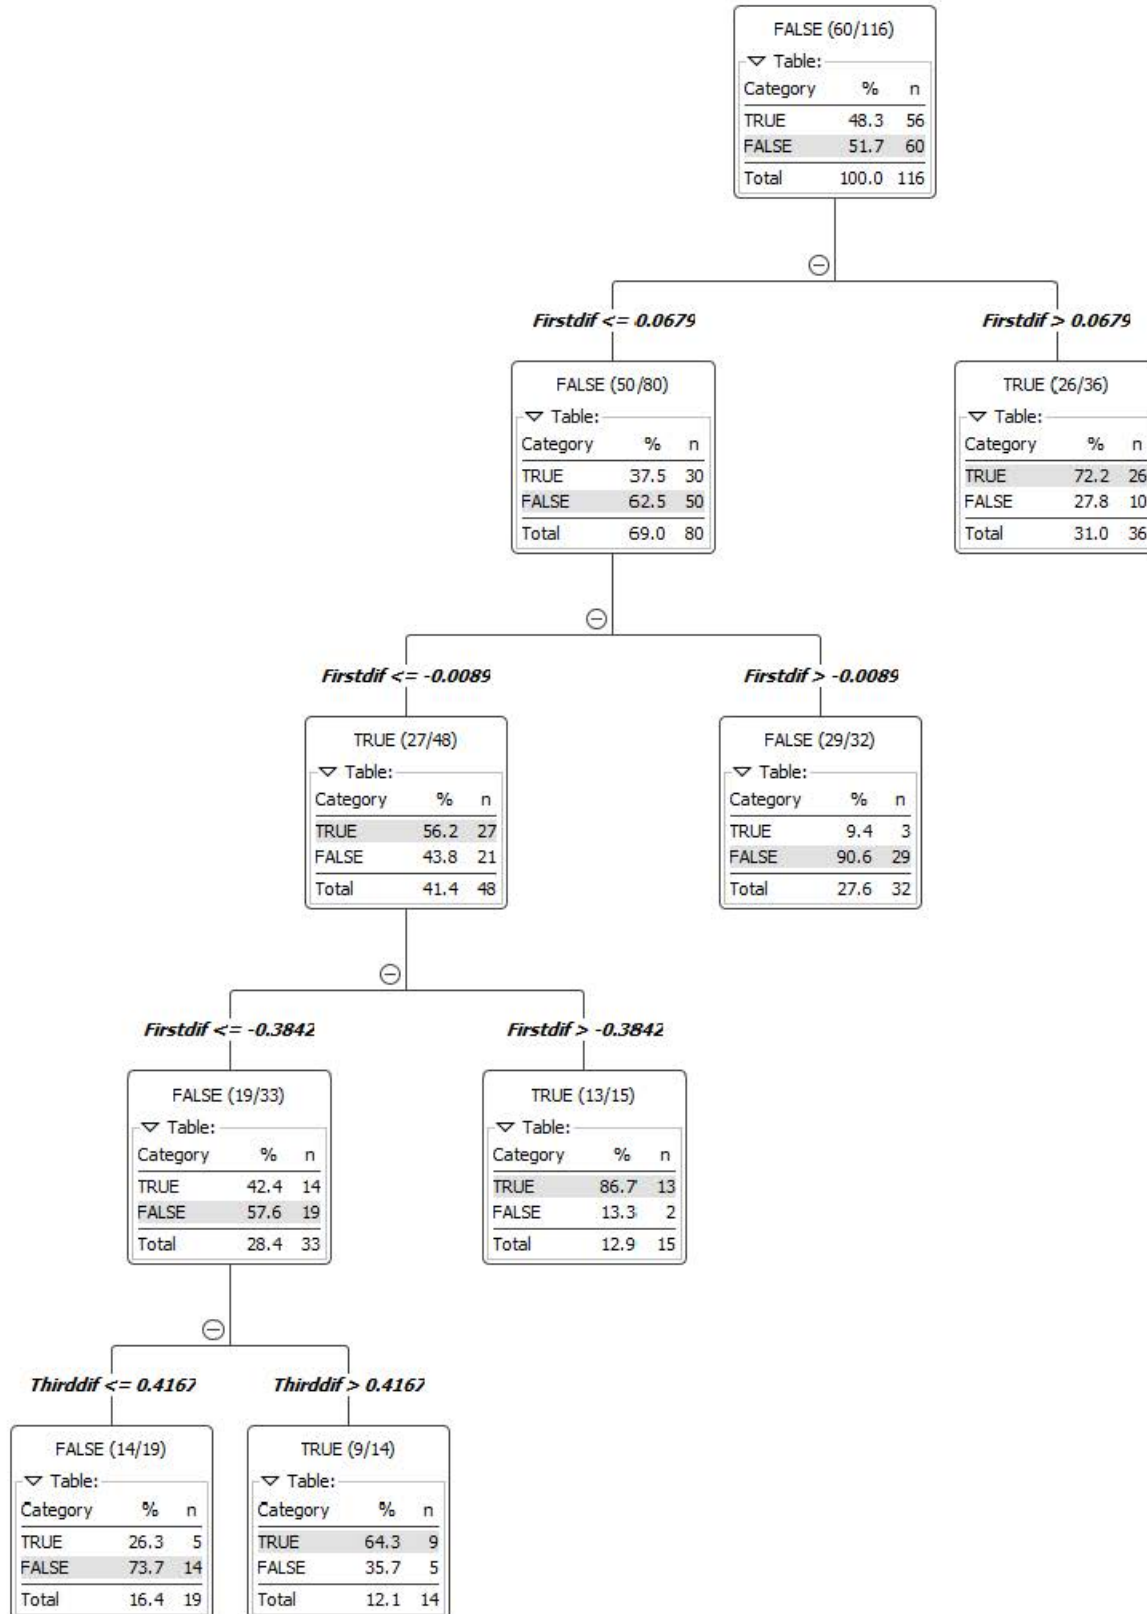 FALSE (60/116)
Table:
Category % n
TRUE 48.3 56
FALSE 51.7 60
Total 100.0 116
Firstdif <= 0.0679
Firstdif > 0.0679
FALSE (50/80)
Table:
Category % n
TRUE 37.5 30
FALSE 62.5 50
Total 69.0 80
TRUE (26/36)
Table:
Category % n
TRUE 72.2 26
FALSE 27.8 10
Total 31.0 36
Firstdif <= -0.0089
Firstdif > -0.0089
TRUE (27/48)
Table:
Category % n
TRUE 56.2 27
FALSE 43.8 21
Total 41.4 48
FALSE (29/32)
Table:
Category % n
TRUE 9.4 3
FALSE 90.6 29
Total 27.6 32
Firstdif <= -0.3842
Firstdif > -0.3842
FALSE (19/33)
Table:
Category % n
TRUE 42.4 14
FALSE 57.6 19
Total 28.4 33
TRUE (13/15)
Table:
Category % n
TRUE 86.7 13
FALSE 13.3 2
Total 12.9 15
Thirddif <= 0.4167
Thirddif > 0.4167
FALSE (14/19)
Table:
Category % n
TRUE 26.3 5
FALSE 73.7 14
Total 16.4 19
TRUE (9/14)
Table:
Category % n
TRUE 64.3 9
FALSE 35.7 5
Total 12.1 14